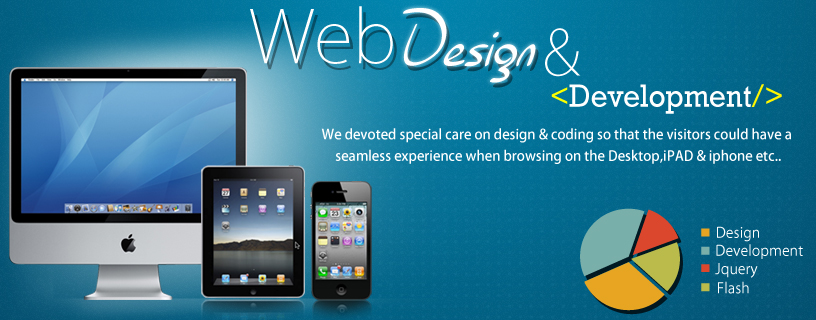 Web Design &
<Development/>
We devoted special care on design & coding so that the visitors could have a
seamless experience when browsing on the Desktop,iPAD & iphone etc..
Design
Development
Jquery
Flash